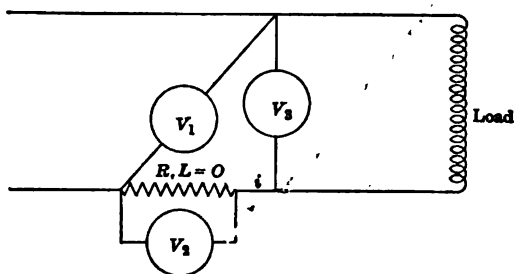 V₁
V₃
Load
R, L = O
i
V₂